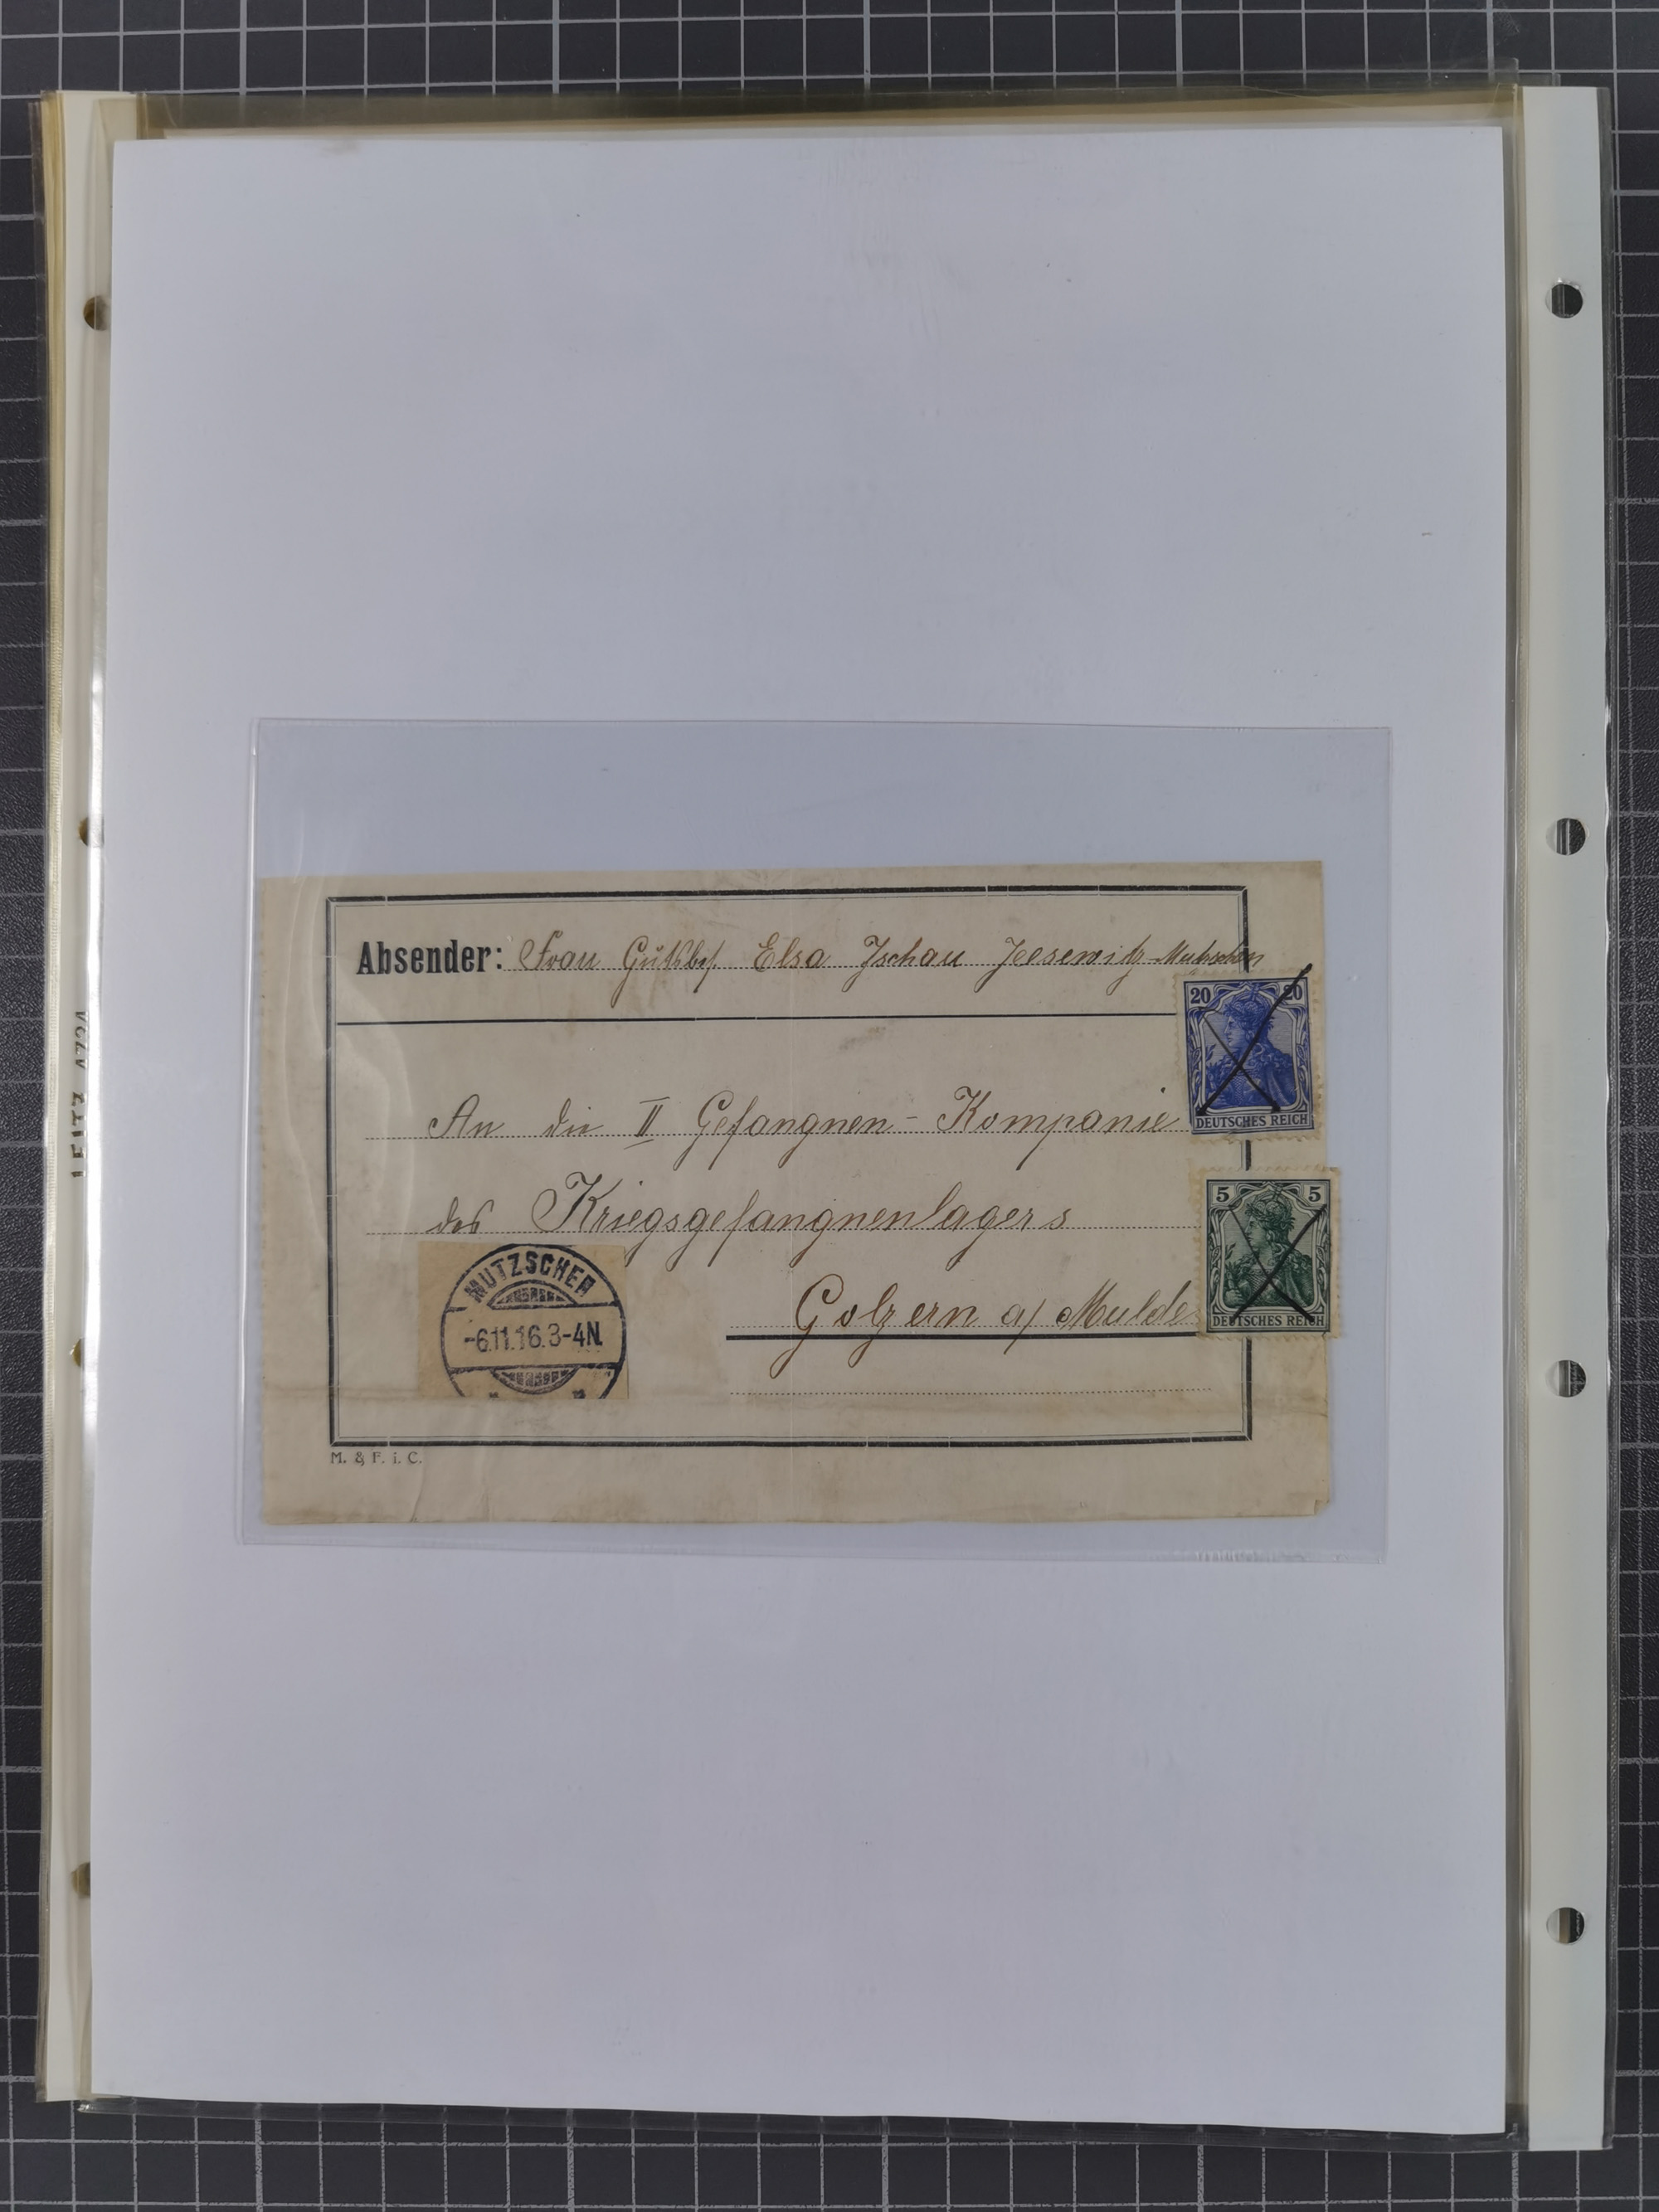 Absender: Frau Gutsbes. Elsa Zschau Jeesewitz-Mutzschen
20 20
DEUTSCHES REICH
An die II Gefangnen-Kompanie
des Kriegsgefangnenlagers
5 5
DEUTSCHES REICH
Golzern a/ Mulde
MUTZSCHEN
-6.11.16.3-4N.
M. & F. i. C.